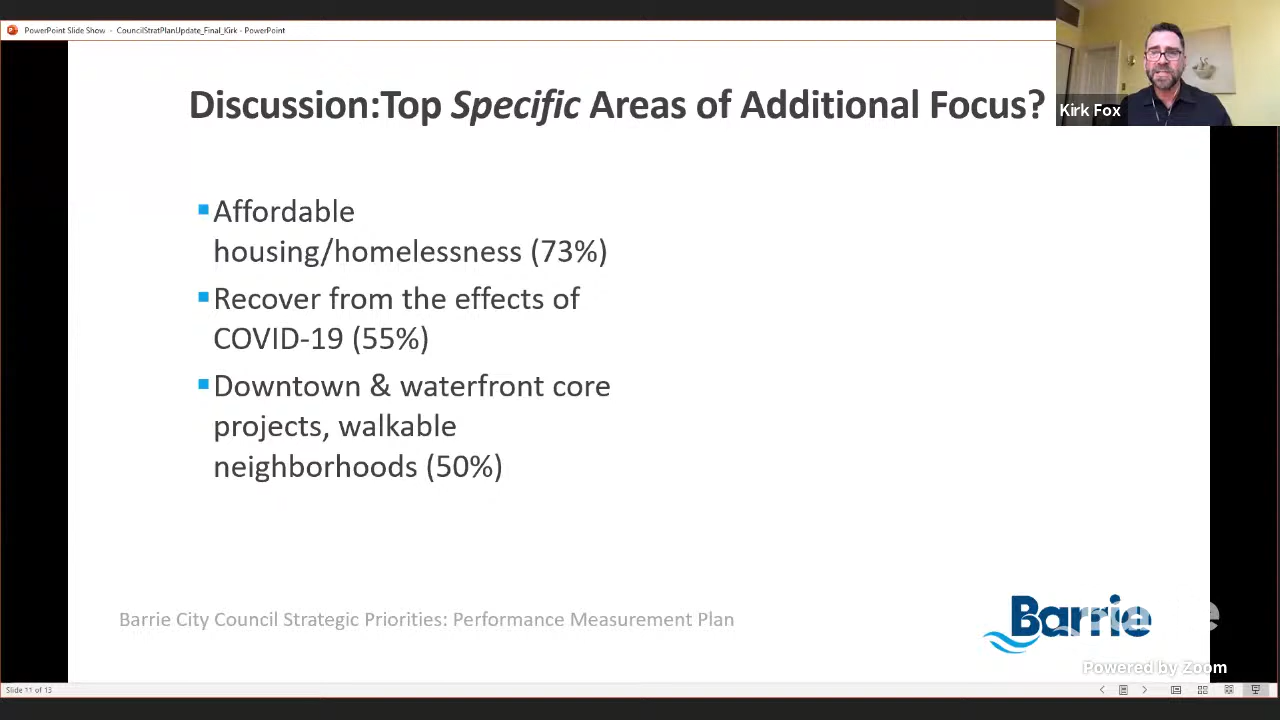 PowerPoint Slide Show - CouncilStratPlanUpdate_Final_Kirk - PowerPoint
Discussion:Top Specific Areas of Additional Focus?
Kirk Fox
▪Affordable
housing/homelessness (73%)
▪Recover from the effects of
COVID-19 (55%)
▪Downtown & waterfront core
projects, walkable
neighborhoods (50%)
Barrie City Council Strategic Priorities: Performance Measurement Plan
Barrie
Powered by Zoom
Slide 11 of 13